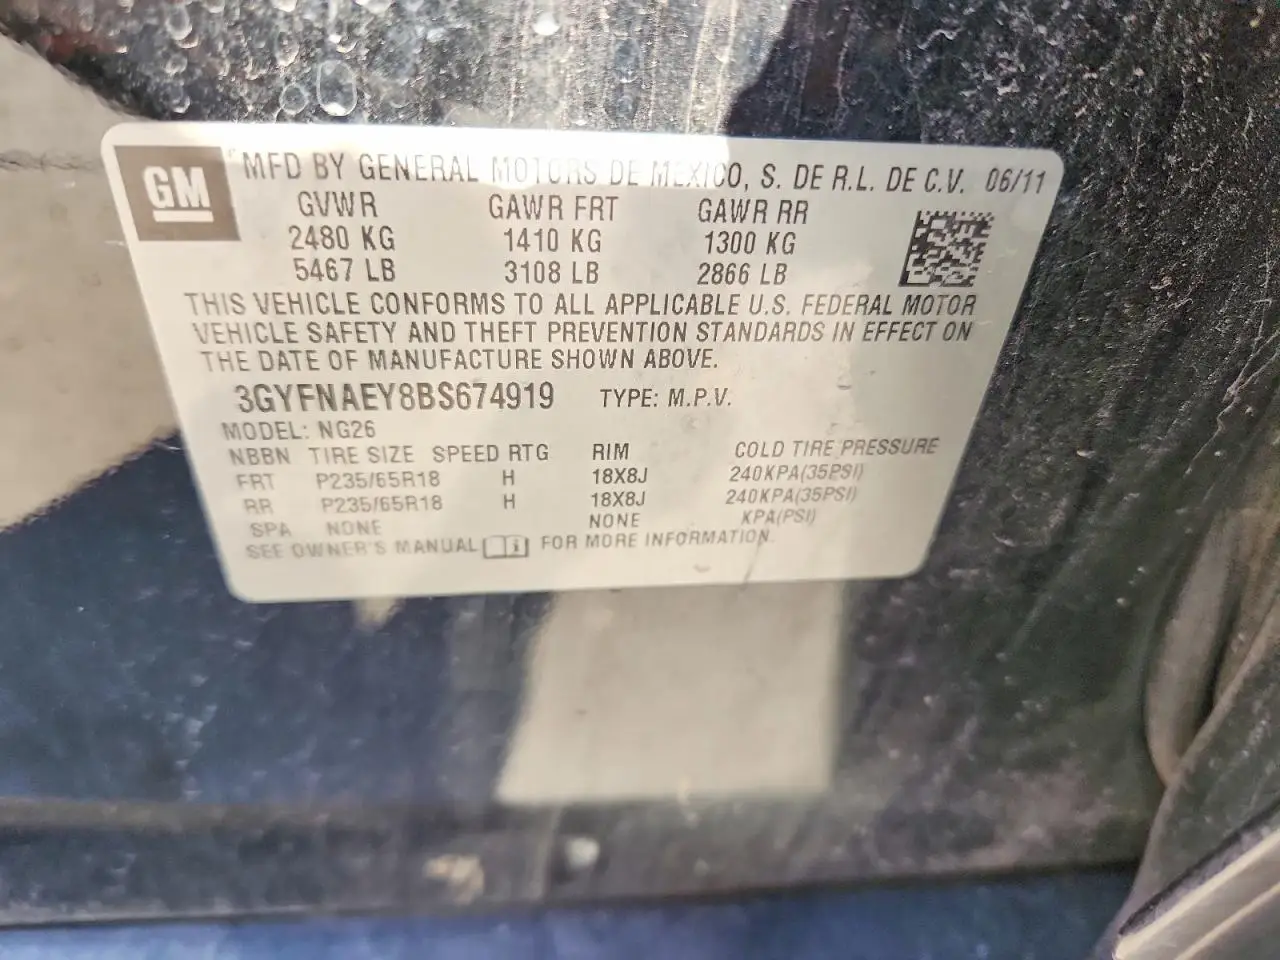 GM
MFD BY GENERAL MOTORS DE MEXICO, S. DE R.L. DE C.V. 06/11
GVWR GAWR FRT GAWR RR
2480 KG 1410 KG 1300 KG
5467 LB 3108 LB 2866 LB
THIS VEHICLE CONFORMS TO ALL APPLICABLE U.S. FEDERAL MOTOR
VEHICLE SAFETY AND THEFT PREVENTION STANDARDS IN EFFECT ON
THE DATE OF MANUFACTURE SHOWN ABOVE.
3GYFNAEY8BS674919 TYPE: M.P.V.
MODEL: NG26
NBBN TIRE SIZE SPEED RTG RIM COLD TIRE PRESSURE
FRT P235/65R18 H 18X8J 240KPA(35PSI)
RR P235/65R18 H 18X8J 240KPA(35PSI)
SPA NONE NONE KPA(PSI)
SEE OWNER'S MANUAL FOR MORE INFORMATION.